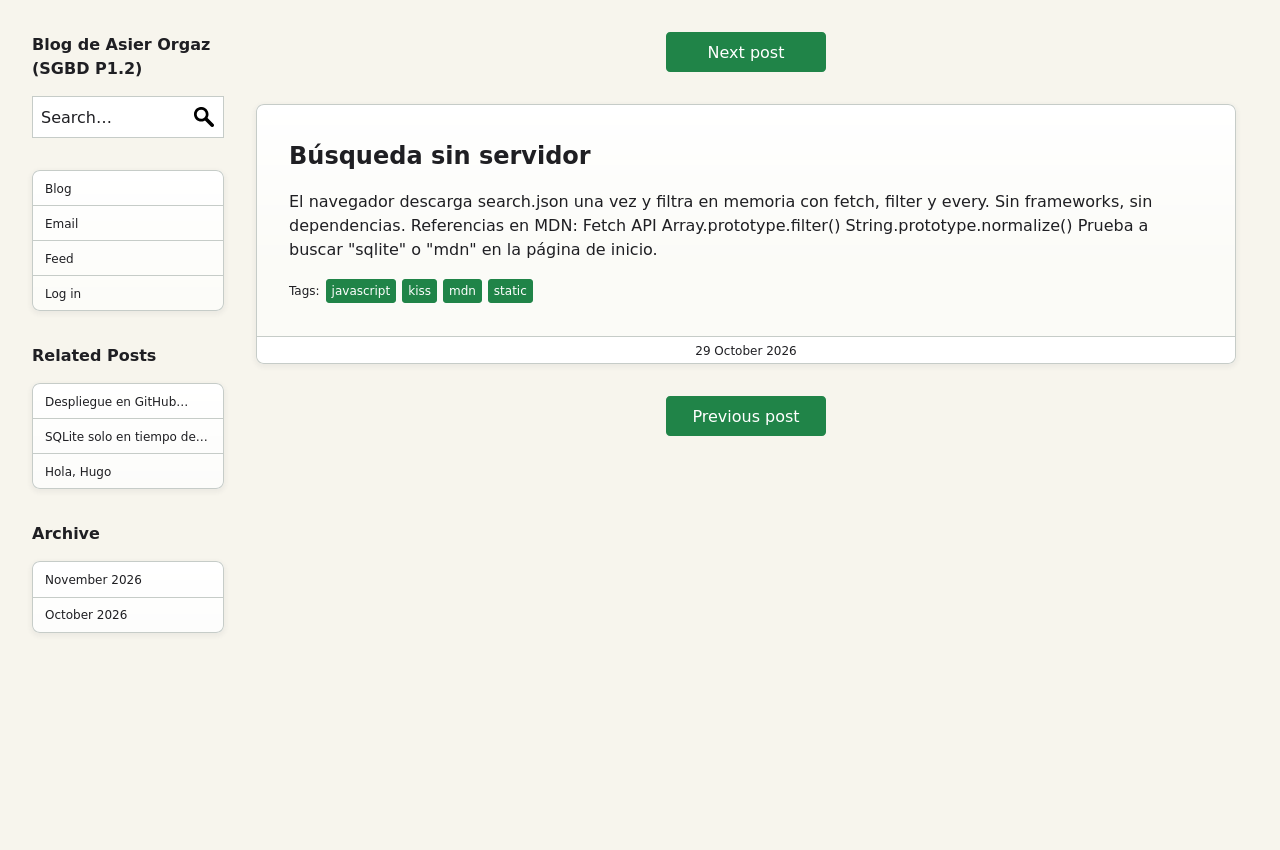 Blog de Asier Orgaz
(SGBD P1.2)
Search…
Blog
Email
Feed
Log in
Related Posts
Despliegue en GitHub…
SQLite solo en tiempo de…
Hola, Hugo
Archive
November 2026
October 2026
Next post
Búsqueda sin servidor
El navegador descarga search.json una vez y filtra en memoria con fetch, filter y every. Sin frameworks, sin
dependencias. Referencias en MDN: Fetch API Array.prototype.filter() String.prototype.normalize() Prueba a
buscar "sqlite" o "mdn" en la página de inicio.
Tags: javascript kiss mdn static
29 October 2026
Previous post